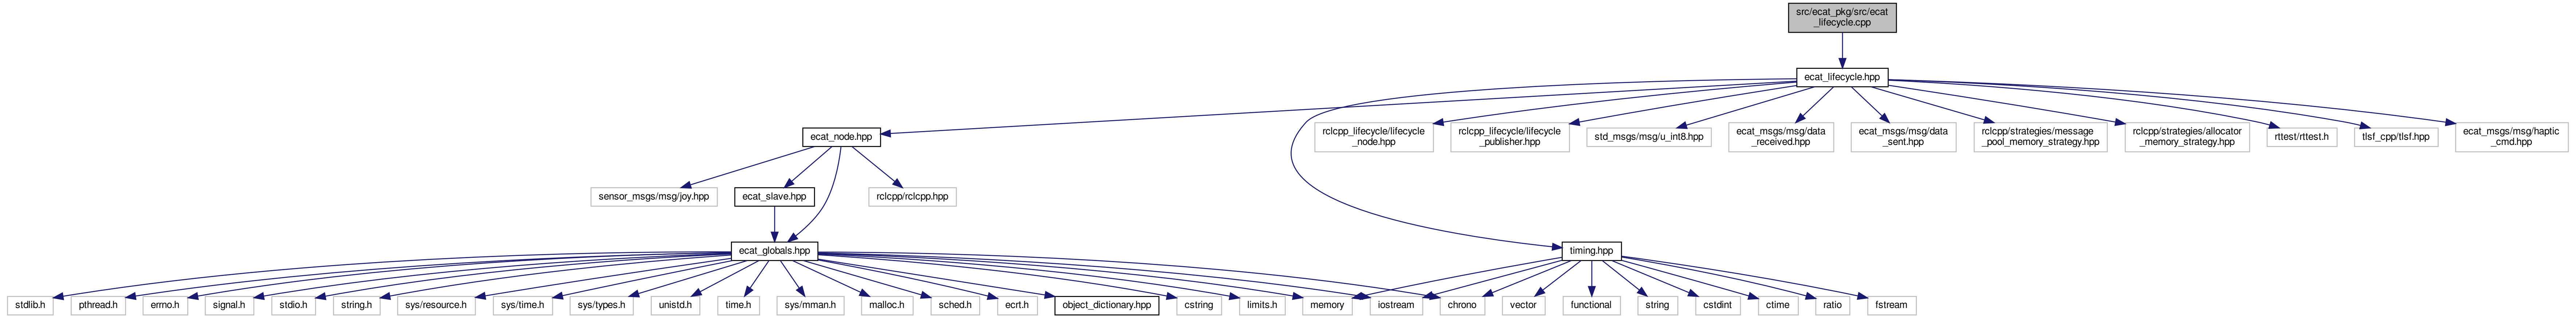 src/ecat_pkg/src/ecat
_lifecycle.cpp
ecat_lifecycle.hpp
ecat_node.hpp
rclcpp_lifecycle/lifecycle
_node.hpp
rclcpp_lifecycle/lifecycle
_publisher.hpp
std_msgs/msg/u_int8.hpp
ecat_msgs/msg/data
_received.hpp
ecat_msgs/msg/data
_sent.hpp
rclcpp/strategies/message
_pool_memory_strategy.hpp
rclcpp/strategies/allocator
_memory_strategy.hpp
rttest/rttest.h
tlsf_cpp/tlsf.hpp
ecat_msgs/msg/haptic
_cmd.hpp
sensor_msgs/msg/joy.hpp
ecat_slave.hpp
rclcpp/rclcpp.hpp
ecat_globals.hpp
timing.hpp
stdlib.h
pthread.h
errno.h
signal.h
stdio.h
string.h
sys/resource.h
sys/time.h
sys/types.h
unistd.h
time.h
sys/mman.h
malloc.h
sched.h
ecrt.h
object_dictionary.hpp
cstring
limits.h
memory
iostream
chrono
vector
functional
string
cstdint
ctime
ratio
fstream